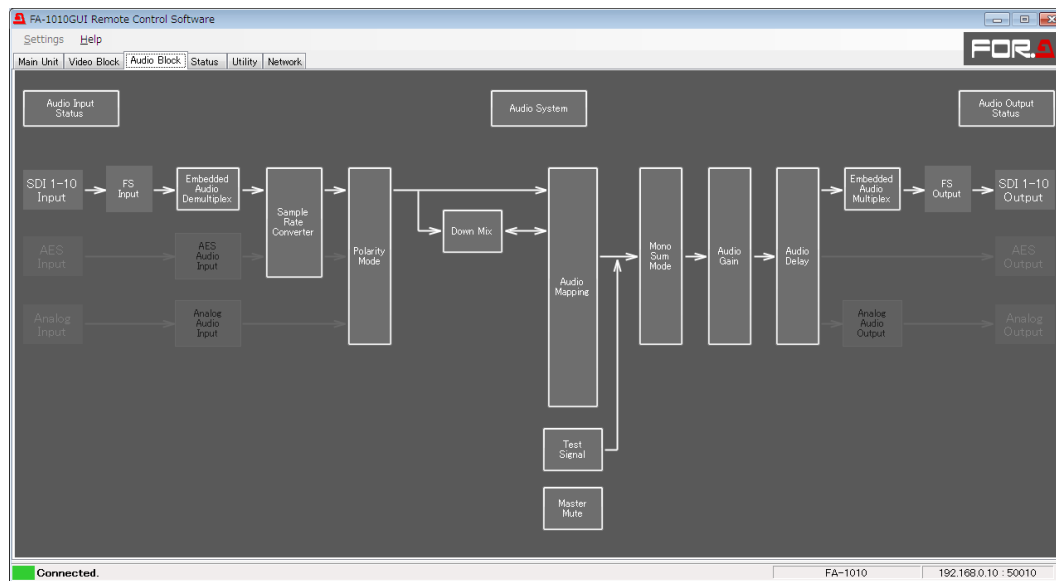 FA-1010GUI Remote Control Software
Settings Help
FOR.A
Main Unit Video Block Audio Block Status Utility Network
Audio Input
Status
Audio System
Audio Output
Status
SDI 1-10
Input
FS
Input
Embedded
Audio
Demultiplex
Sample
Rate
Converter
Polarity
Mode
Down Mix
Audio
Mapping
Mono
Sum
Mode
Audio
Gain
Audio
Delay
Embedded
Audio
Multiplex
FS
Output
SDI 1-10
Output
AES
Input
AES
Audio
Input
AES
Output
Analog
Input
Analog
Audio
Input
Analog
Audio
Output
Analog
Output
Test
Signal
Master
Mute
Connected.
FA-1010
192.168.0.10 : 50010